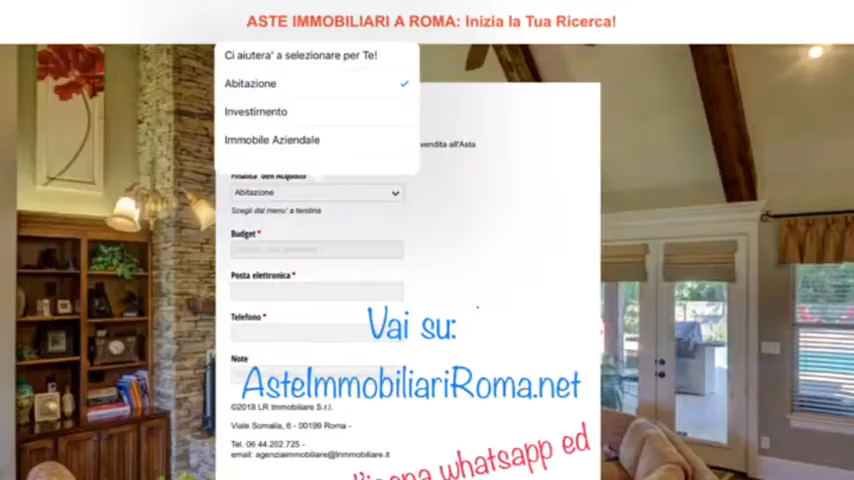 ASTE IMMOBILIARI A ROMA: Inizia la Tua Ricerca!
Ci aiutera' a selezionare per Te!
Abitazione
Investimento
Immobile Aziendale
vendita all'Asta
Finalita' dell'Acquisto
Abitazione
Scegli dal menu' a tendina
Budget *
Posta elettronica *
Telefono *
Vai su:
Note
AsteImmobiliariRoma.net
©2018 LR Immobiliare S.r.l.
Viale Somalia, 6 - 00199 Roma -
Tel. 06 44.202.725 -
email: agenziaimmobiliare@lrimmobiliare.it
whatsapp ed